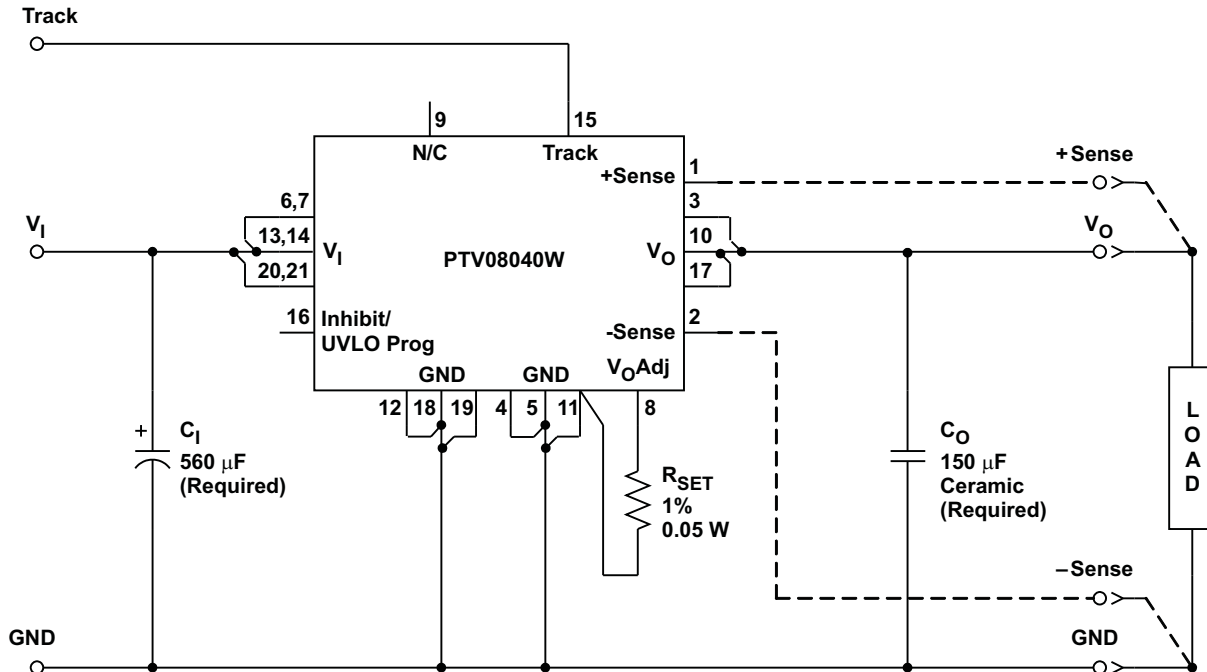 Track
9
15
N/C
Track
+Sense
1
+Sense
6,7
3
VI
13,14
VI
PTV08040W
VO
10
VO
20,21
17
16
Inhibit/
UVLO Prog
-Sense
2
GND
GND
VOAdj
12
18
19
4
5
11
8
+
CI
560 μF
(Required)
RSET
1%
0.05 W
CO
150 μF
Ceramic
(Required)
L
O
A
D
–Sense
GND
GND